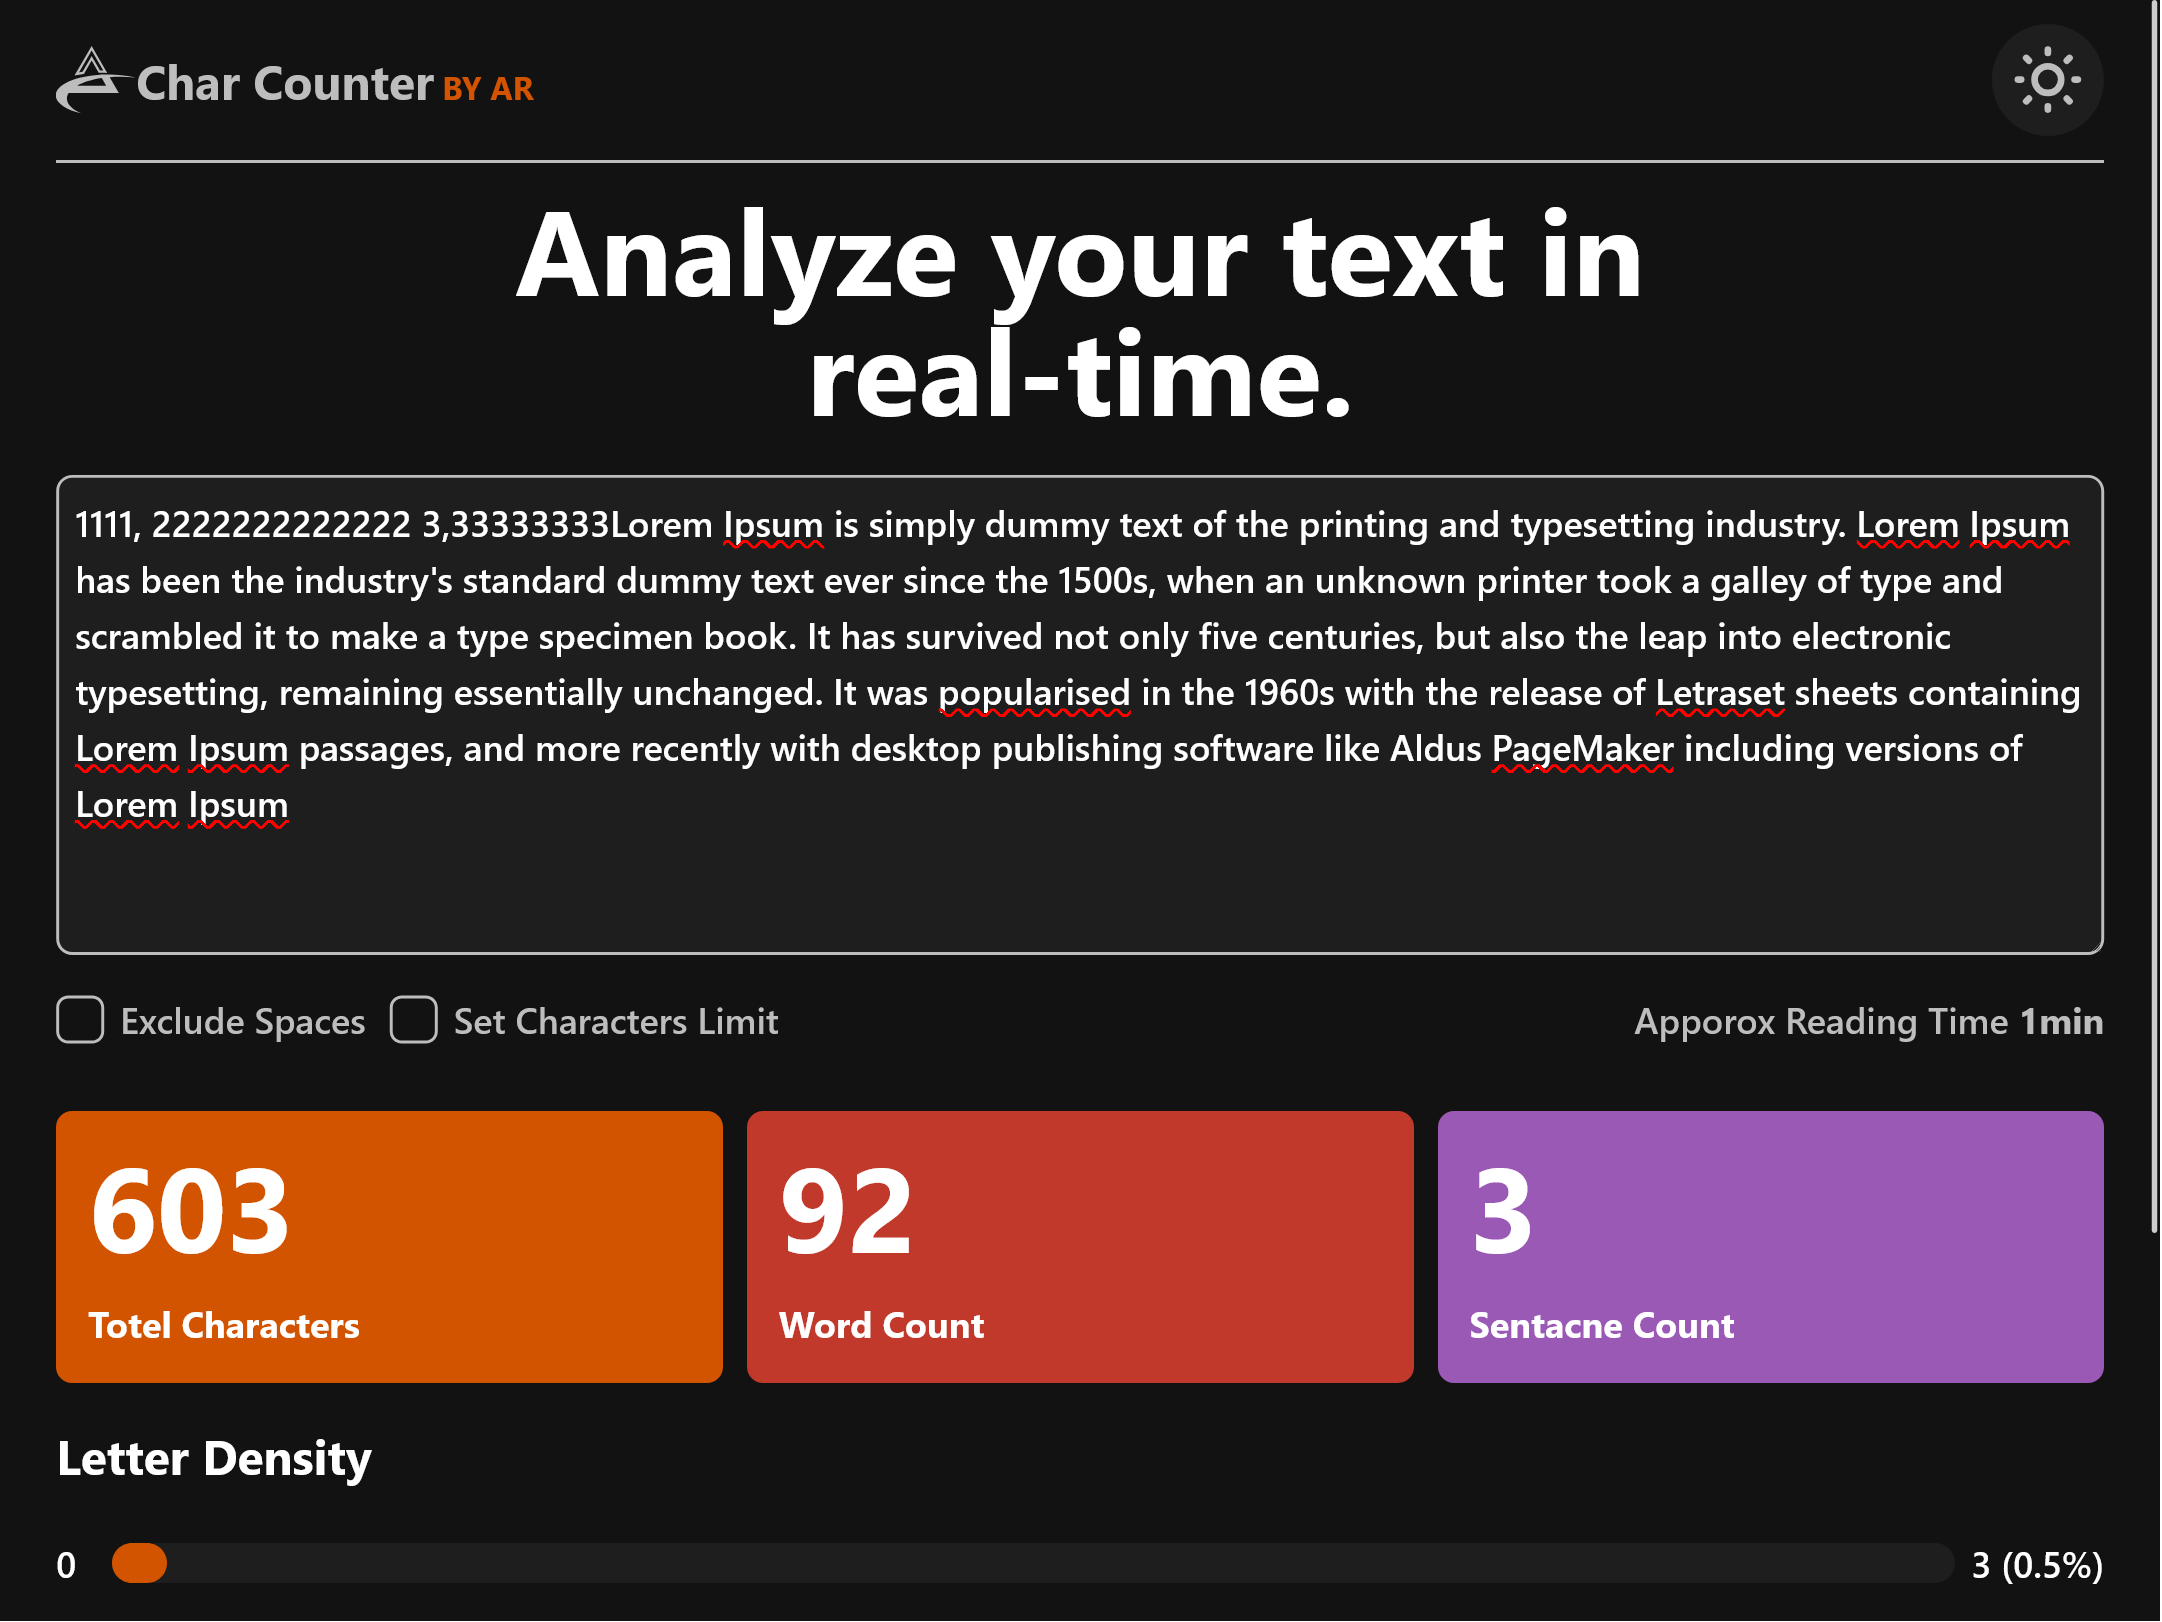 Char Counter BY AR
Analyze your text in
real-time.
1111, 2222222222222 3,33333333Lorem Ipsum is simply dummy text of the printing and typesetting industry. Lorem Ipsum
has been the industry's standard dummy text ever since the 1500s, when an unknown printer took a galley of type and
scrambled it to make a type specimen book. It has survived not only five centuries, but also the leap into electronic
typesetting, remaining essentially unchanged. It was popularised in the 1960s with the release of Letraset sheets containing
Lorem Ipsum passages, and more recently with desktop publishing software like Aldus PageMaker including versions of
Lorem Ipsum
Exclude Spaces Set Characters Limit Apporox Reading Time 1min
603 92 3
Totel Characters Word Count Sentacne Count
Letter Density
0 3 (0.5%)